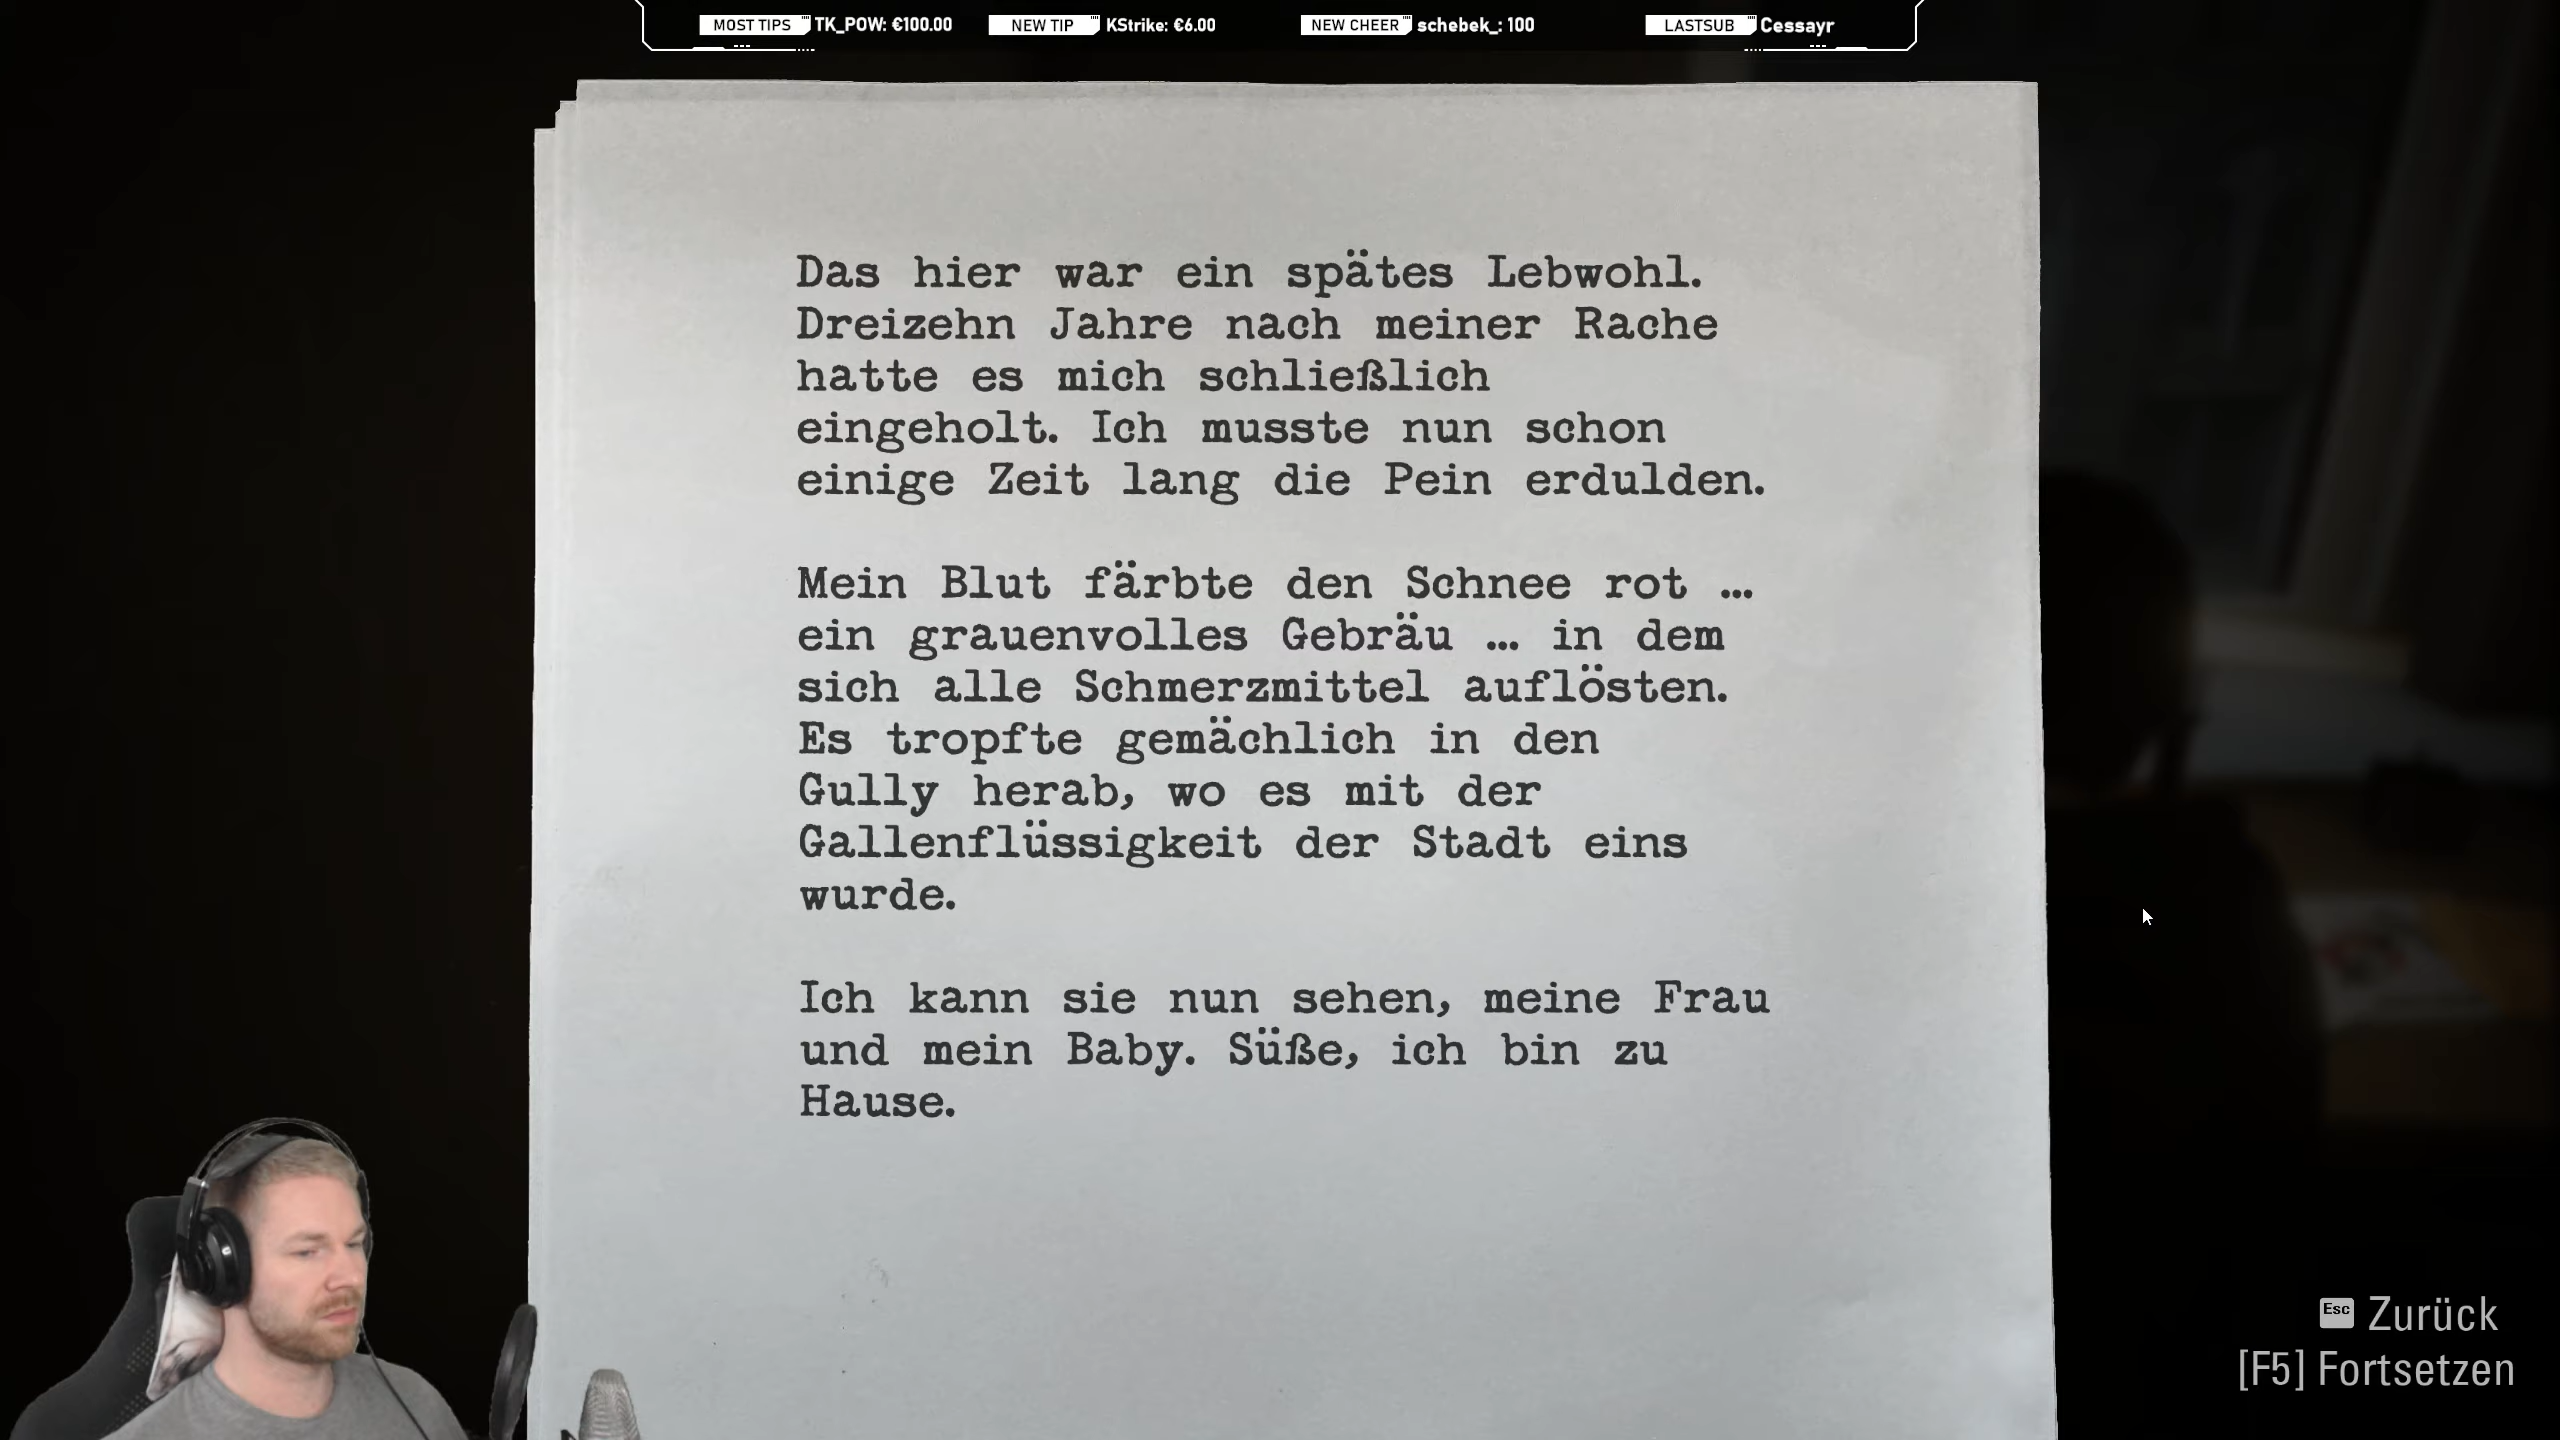 MOST TIPS TK_POW: €100.00 NEW TIP KStrike: €6.00 NEW CHEER schebek_: 100 LASTSUB Cessayr
Das hier war ein spätes Lebwohl.
Dreizehn Jahre nach meiner Rache
hatte es mich schließlich
eingeholt. Ich musste nun schon
einige Zeit lang die Pein erdulden.
Mein Blut färbte den Schnee rot …
ein grauenvolles Gebräu … in dem
sich alle Schmerzmittel auflösten.
Es tropfte gemächlich in den
Gully herab, wo es mit der
Gallenflüssigkeit der Stadt eins
wurde.
Ich kann sie nun sehen, meine Frau
und mein Baby. Süße, ich bin zu
Hause.
Esc Zurück
[F5] Fortsetzen